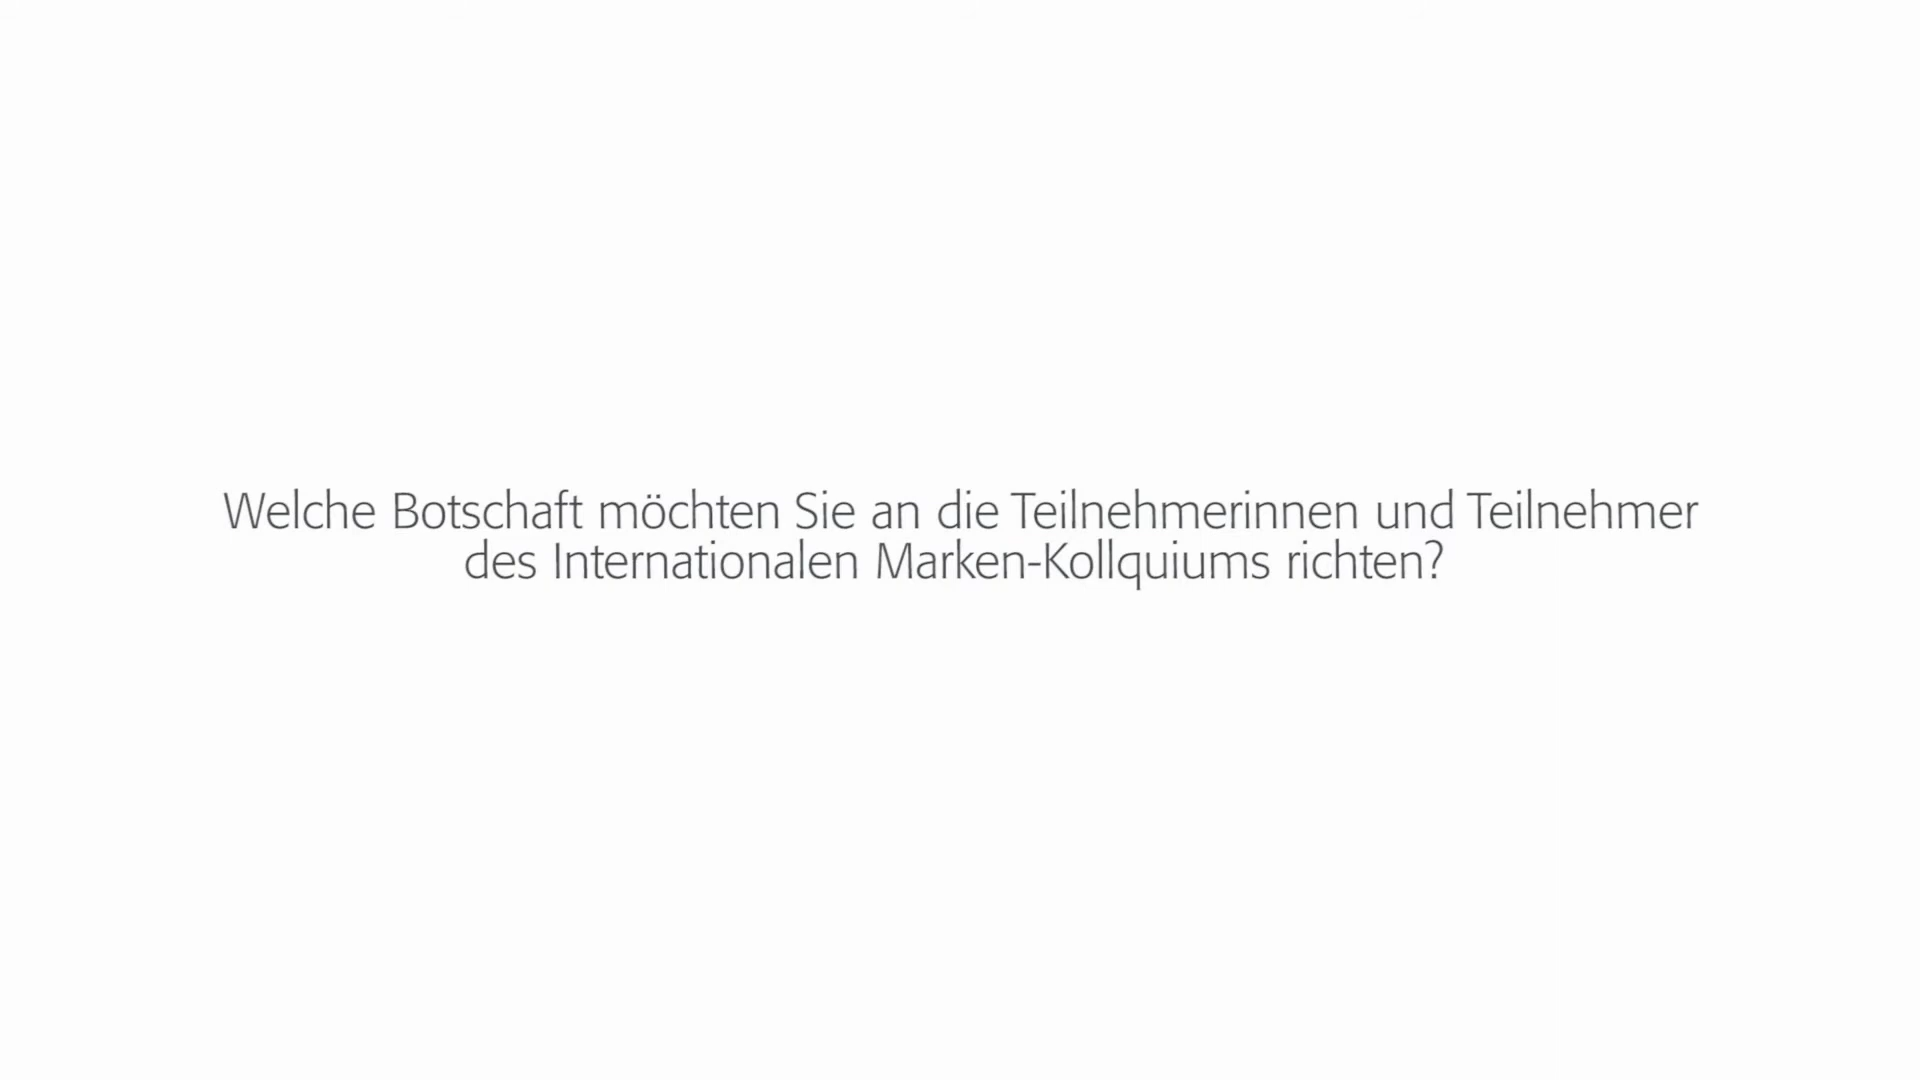 Welche Botschaft möchten Sie an die Teilnehmerinnen und Teilnehmer
des Internationalen Marken-Kollquiums richten?